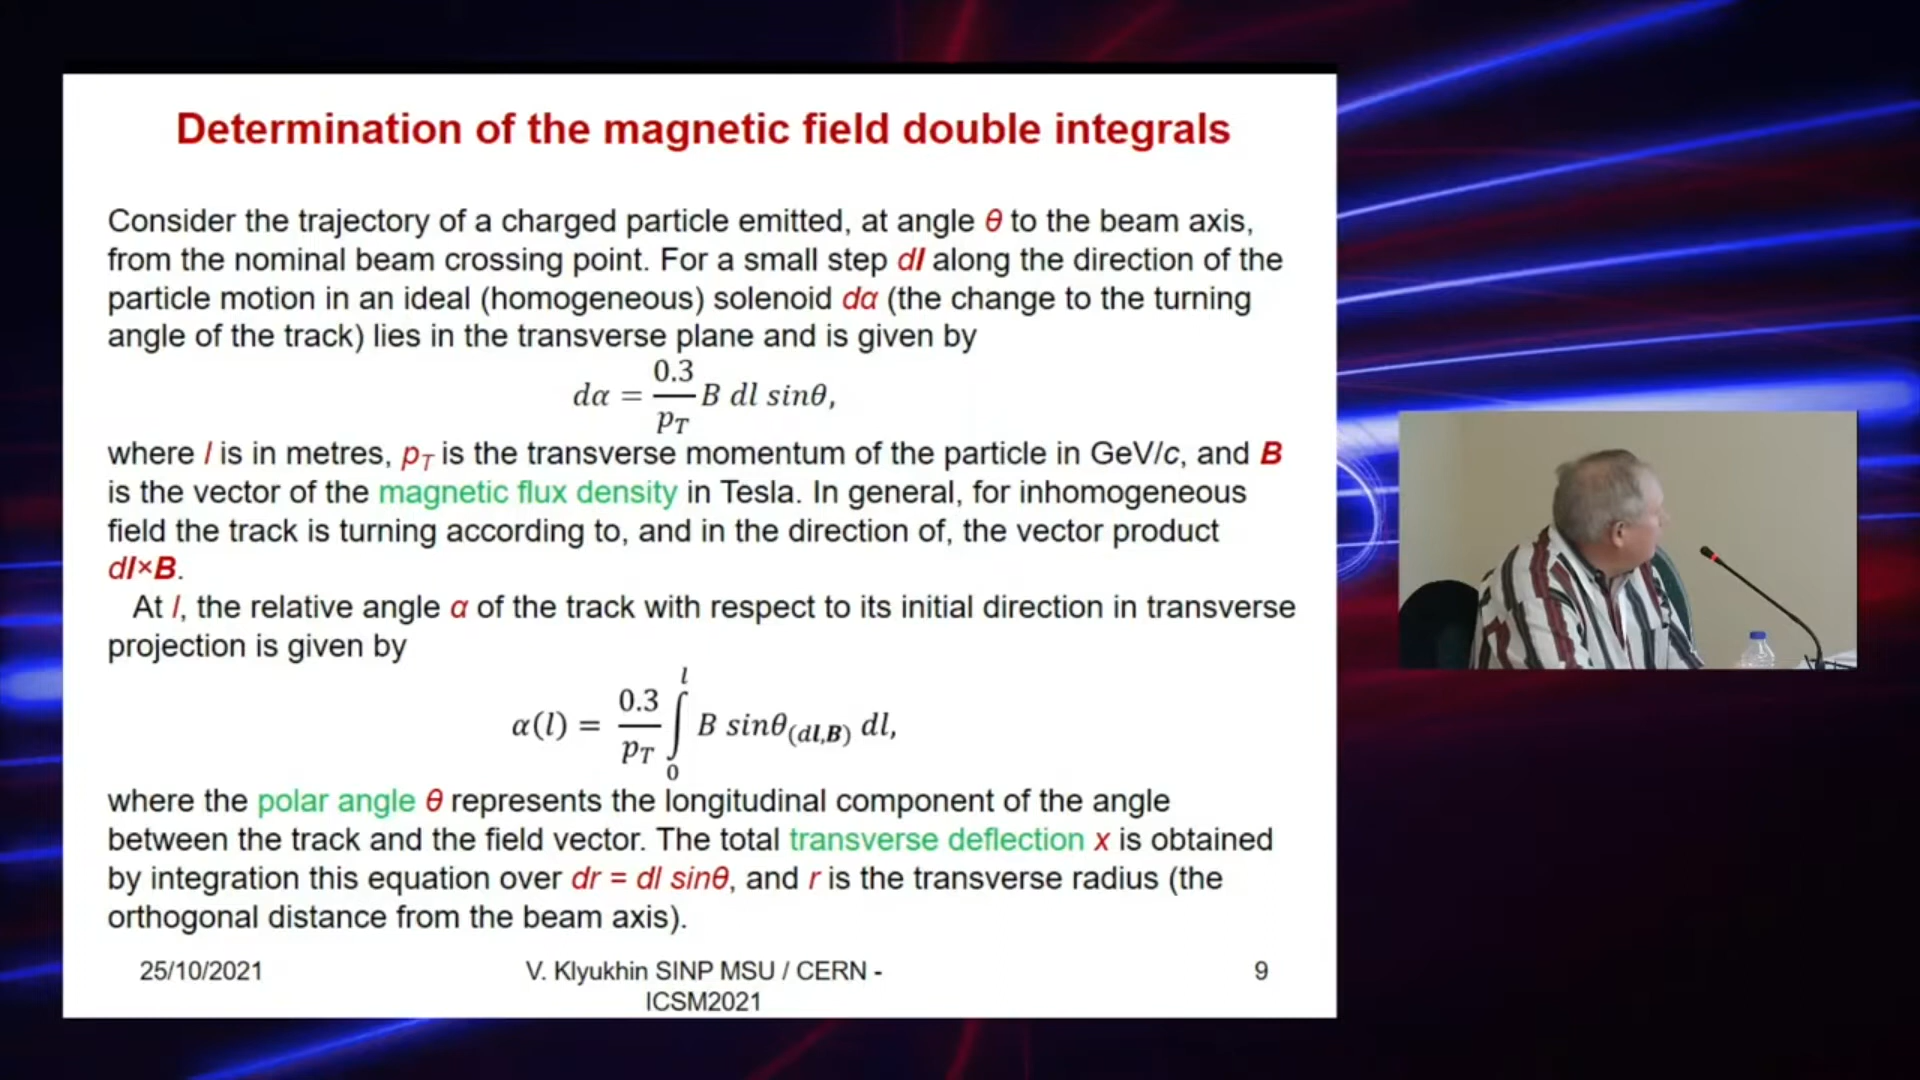 Determination of the magnetic field double integrals
Consider the trajectory of a charged particle emitted, at angle θ to the beam axis,
from the nominal beam crossing point. For a small step dl along the direction of the
particle motion in an ideal (homogeneous) solenoid dα (the change to the turning
angle of the track) lies in the transverse plane and is given by
dα = 0.3/p_T B dl sinθ,
where l is in metres, p_T is the transverse momentum of the particle in GeV/c, and B
is the vector of the magnetic flux density in Tesla. In general, for inhomogeneous
field the track is turning according to, and in the direction of, the vector product
dl×B.
At l, the relative angle α of the track with respect to its initial direction in transverse
projection is given by
α(l) = 0.3/p_T ∫_0^l B sinθ_(dl,B) dl,
where the polar angle θ represents the longitudinal component of the angle
between the track and the field vector. The total transverse deflection x is obtained
by integration this equation over dr = dl sinθ, and r is the transverse radius (the
orthogonal distance from the beam axis).
25/10/2021
V. Klyukhin SINP MSU / CERN -
ICSM2021
9